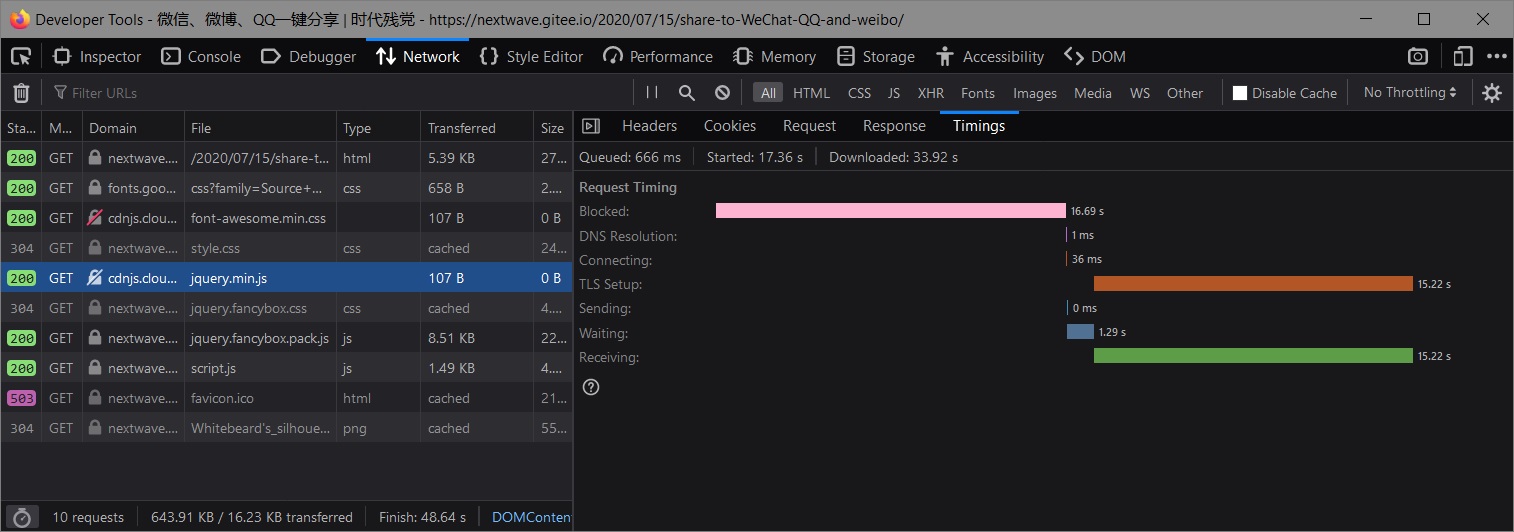 Developer Tools - 微信、微博、QQ一键分享 | 时代残党 - https://nextwave.gitee.io/2020/07/15/share-to-WeChat-QQ-and-weibo/
Inspector Console Debugger Network Style Editor Performance Memory Storage Accessibility DOM
Filter URLs All HTML CSS JS XHR Fonts Images Media WS Other Disable Cache No Throttling
Sta... M... Domain File Type Transferred Size
200 GET nextwave.... /2020/07/15/share-t... html 5.39 KB 27...
200 GET fonts.goo... css?family=Source+... css 658 B 2....
200 GET cdnjs.clou... font-awesome.min.css 107 B 0 B
304 GET nextwave.... style.css css cached 24...
200 GET cdnjs.clou... jquery.min.js 107 B 0 B
304 GET nextwave.... jquery.fancybox.css css cached 4....
200 GET nextwave.... jquery.fancybox.pack.js js 8.51 KB 22...
200 GET nextwave.... script.js js 1.49 KB 4....
503 GET nextwave.... favicon.ico html cached 21...
304 GET nextwave.... Whitebeard's_silhoue... png cached 55...
10 requests 643.91 KB / 16.23 KB transferred Finish: 48.64 s DOMConten
Headers Cookies Request Response Timings
Queued: 666 ms Started: 17.36 s Downloaded: 33.92 s
Request Timing
Blocked: 16.69 s
DNS Resolution: 1 ms
Connecting: 36 ms
TLS Setup: 15.22 s
Sending: 0 ms
Waiting: 1.29 s
Receiving: 15.22 s